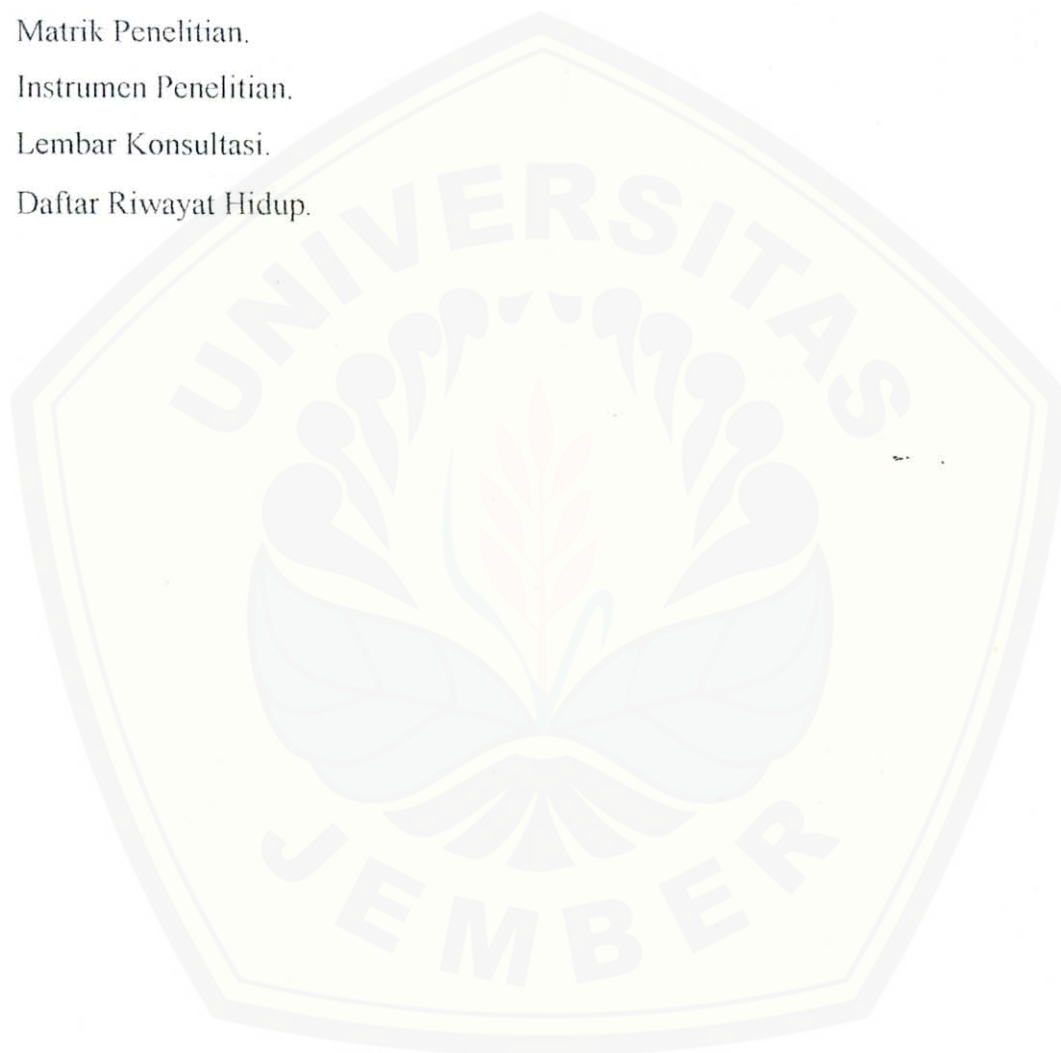 Matrik Penelitian.
Instrumen Penelitian.
Lembar Konsultasi.
Daftar Riwayat Hidup.
UNIVERSITAS
JEMBER